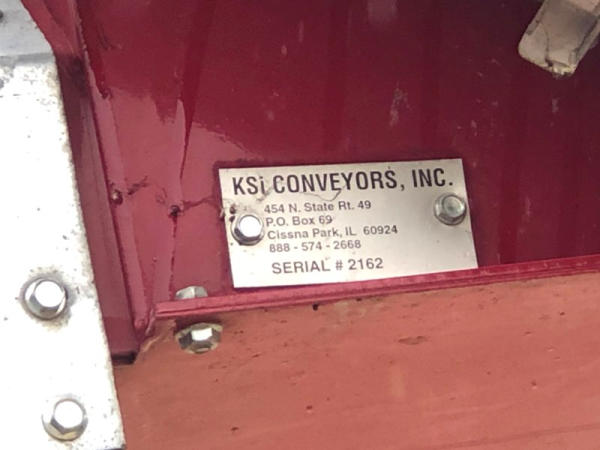 KSi CONVEYORS, INC.
454 N. State Rt. 49
P.O. Box 69
Cissna Park, IL 60924
888 - 574 - 2668
SERIAL # 2162